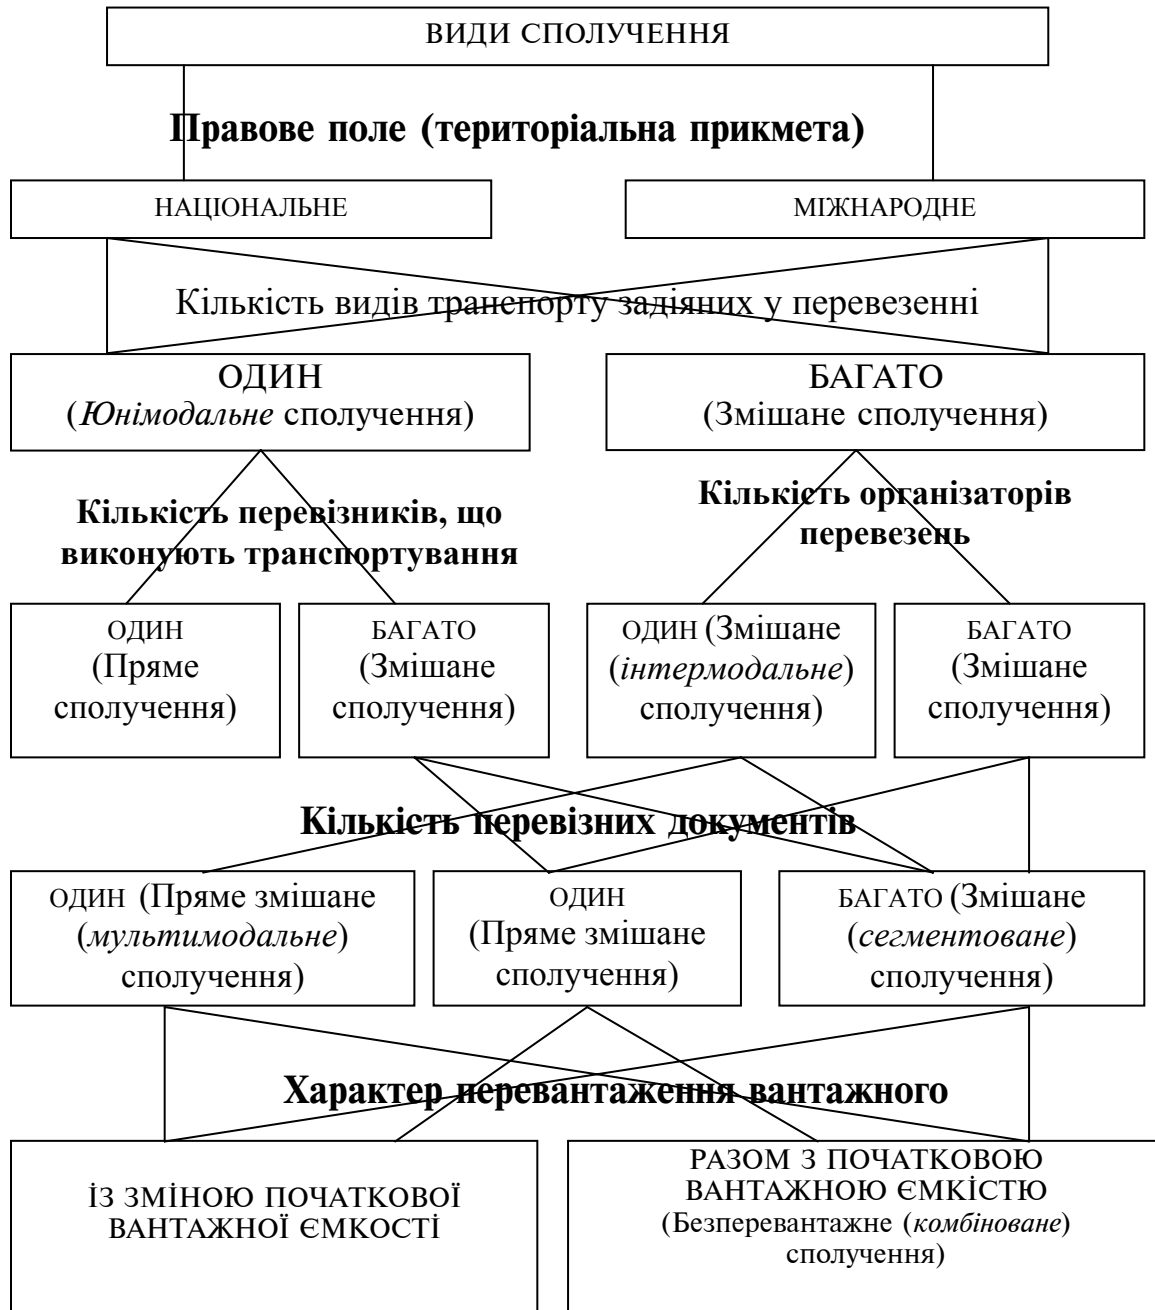 ВИДИ СПОЛУЧЕННЯ
Правове поле (територіальна прикмета)
НАЦІОНАЛЬНЕ
МІЖНАРОДНЕ
Кількість видів транспорту задіяних у перевезенні
ОДИН
(Юнімодальне сполучення)
БАГАТО
(Змішане сполучення)
Кількість перевізників, що
виконують транспортування
Кількість організаторів
перевезень
ОДИН
(Пряме
сполучення)
БАГАТО
(Змішане
сполучення)
ОДИН (Змішане
(інтермодальне)
сполучення)
БАГАТО
(Змішане
сполучення)
Кількість перевізних документів
ОДИН (Пряме змішане
(мультимодальне)
сполучення)
ОДИН
(Пряме змішане
сполучення)
БАГАТО (Змішане
(сегментоване)
сполучення)
Характер перевантаження вантажного
ІЗ ЗМІНОЮ ПОЧАТКОВОЇ
ВАНТАЖНОЇ ЄМКОСТІ
РАЗОМ З ПОЧАТКОВОЮ
ВАНТАЖНОЮ ЄМКІСТЮ
(Безперевантажне (комбіноване)
сполучення)